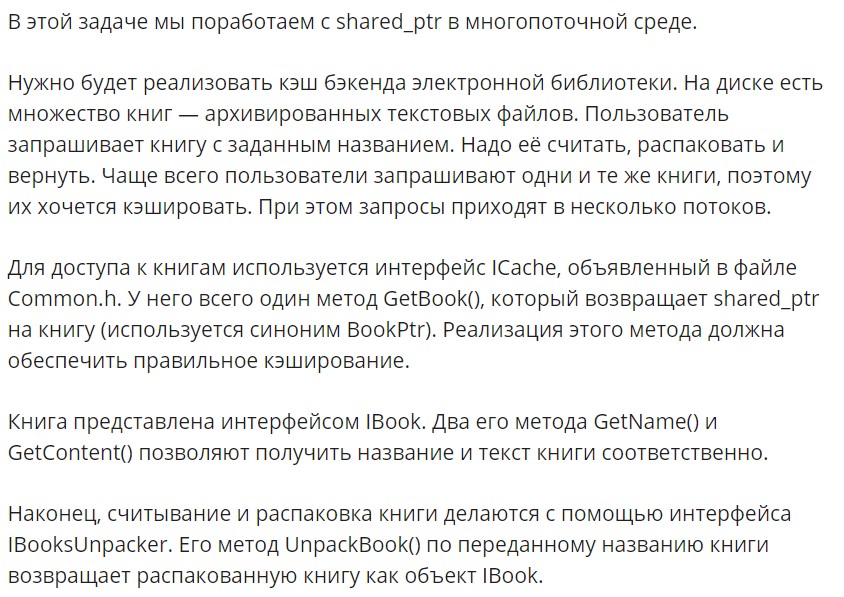 В этой задаче мы поработаем с shared_ptr в многопоточной среде.
Нужно будет реализовать кэш бэкенда электронной библиотеки. На диске есть
множество книг — архивированных текстовых файлов. Пользователь
запрашивает книгу с заданным названием. Надо её считать, распаковать и
вернуть. Чаще всего пользователи запрашивают одни и те же книги, поэтому
их хочется кэшировать. При этом запросы приходят в несколько потоков.
Для доступа к книгам используется интерфейс ICache, объявленный в файле
Common.h. У него всего один метод GetBook(), который возвращает shared_ptr
на книгу (используется синоним BookPtr). Реализация этого метода должна
обеспечить правильное кэширование.
Книга представлена интерфейсом IBook. Два его метода GetName() и
GetContent() позволяют получить название и текст книги соответственно.
Наконец, считывание и распаковка книги делаются с помощью интерфейса
IBooksUnpacker. Его метод UnpackBook() по переданному названию книги
возвращает распакованную книгу как объект IBook.